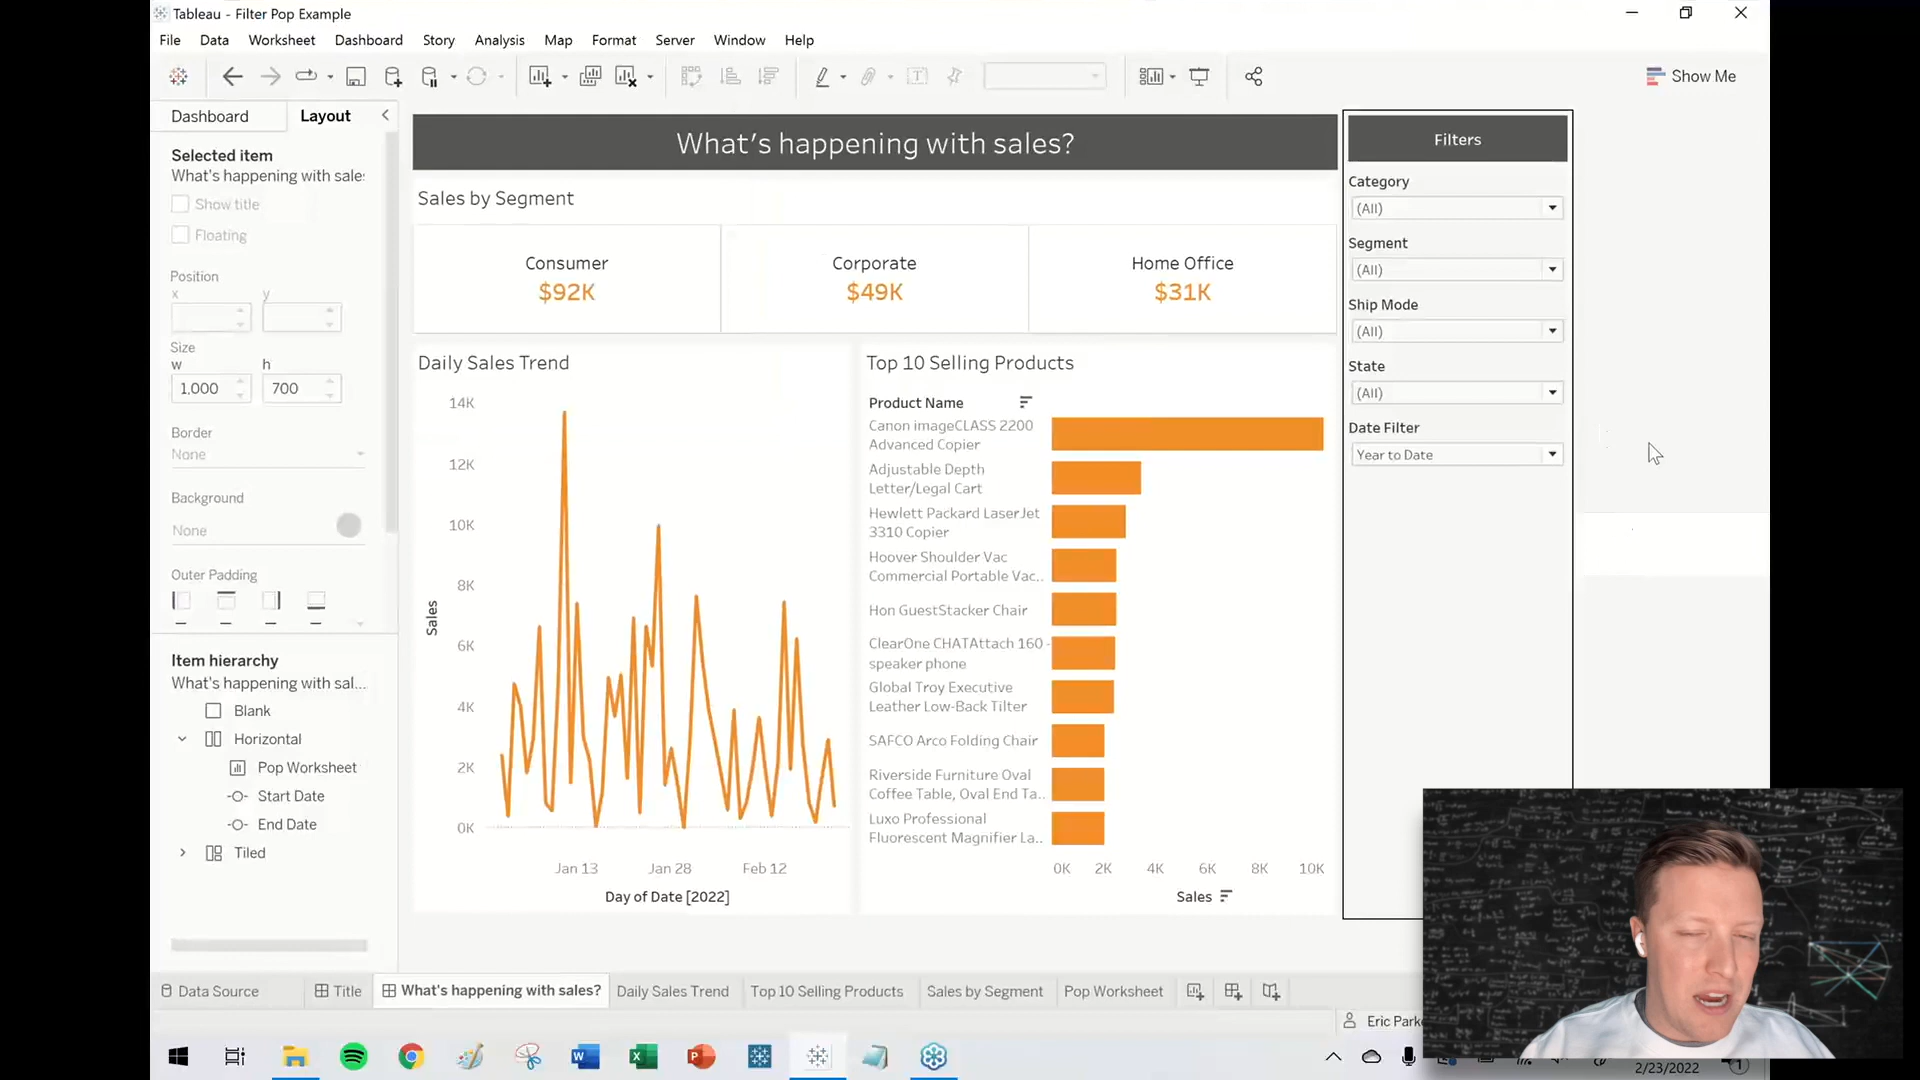 Tableau - Filter Pop Example
File Data Worksheet Dashboard Story Analysis Map Format Server Window Help
Show Me
Dashboard Layout
Selected item
What's happening with sale:
Show title
Floating
Position
x y
Size
w h
1,000 700
Border
None
Background
None
Outer Padding
Item hierarchy
What's happening with sal...
Blank
Horizontal
Pop Worksheet
Start Date
End Date
Tiled
What's happening with sales?
Sales by Segment
Consumer
$92K
Corporate
$49K
Home Office
$31K
Daily Sales Trend
14K
12K
10K
8K
6K
4K
2K
0K
Sales
Jan 13 Jan 28 Feb 12
Day of Date [2022]
Top 10 Selling Products
Product Name
Canon imageCLASS 2200
Advanced Copier
Adjustable Depth
Letter/Legal Cart
Hewlett Packard LaserJet
3310 Copier
Hoover Shoulder Vac
Commercial Portable Vac..
Hon GuestStacker Chair
ClearOne CHATAttach 160 -
speaker phone
Global Troy Executive
Leather Low-Back Tilter
SAFCO Arco Folding Chair
Riverside Furniture Oval
Coffee Table, Oval End Ta..
Luxo Professional
Fluorescent Magnifier La..
0K 2K 4K 6K 8K 10K
Sales
Filters
Category
(All)
Segment
(All)
Ship Mode
(All)
State
(All)
Date Filter
Year to Date
Data Source Title What's happening with sales? Daily Sales Trend Top 10 Selling Products Sales by Segment Pop Worksheet
Eric Park
2/23/2022